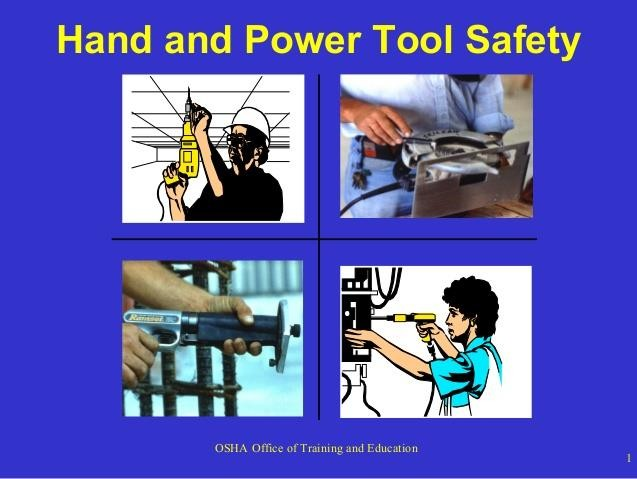 Hand and Power Tool Safety
Ramset
OSHA Office of Training and Education
1